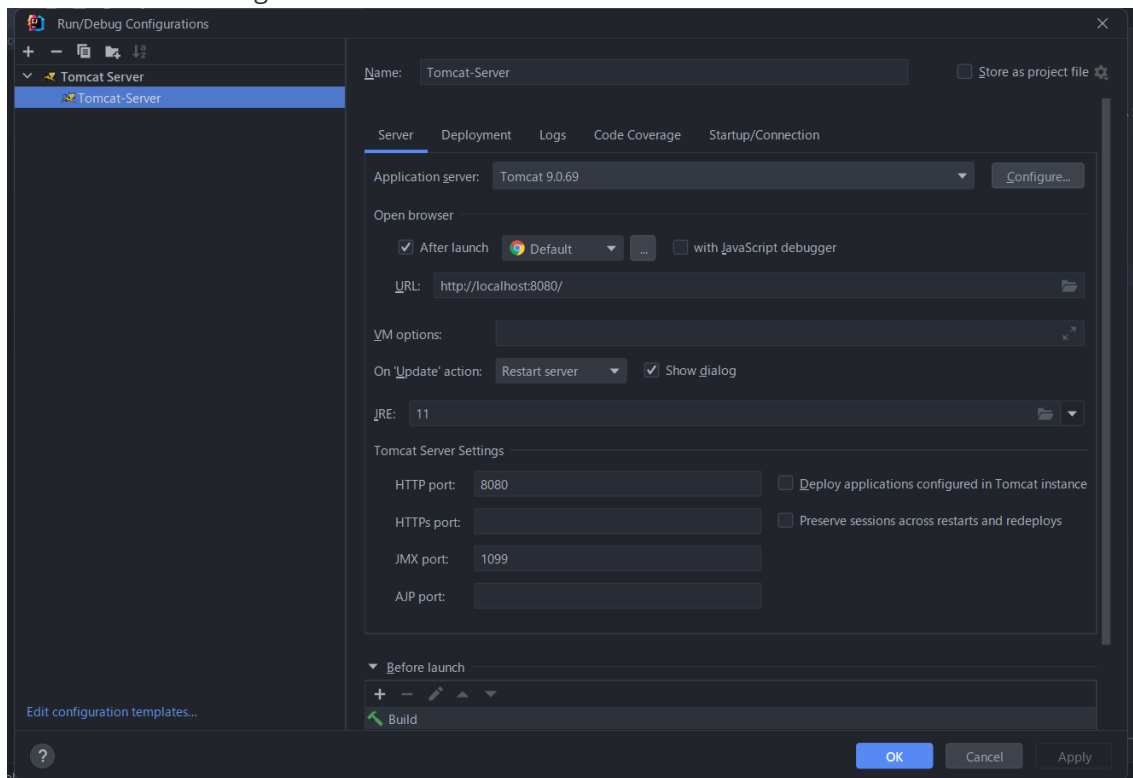 Run/Debug Configurations
Tomcat Server
Tomcat-Server
Edit configuration templates...
Name: Tomcat-Server
Store as project file
Server Deployment Logs Code Coverage Startup/Connection
Application server: Tomcat 9.0.69 Configure...
Open browser
After launch Default ... with JavaScript debugger
URL: http://localhost:8080/
VM options:
On 'Update' action: Restart server Show dialog
JRE: 11
Tomcat Server Settings
HTTP port: 8080 Deploy applications configured in Tomcat instance
HTTPs port: Preserve sessions across restarts and redeploys
JMX port: 1099
AJP port:
Before launch
Build
? OK Cancel Apply